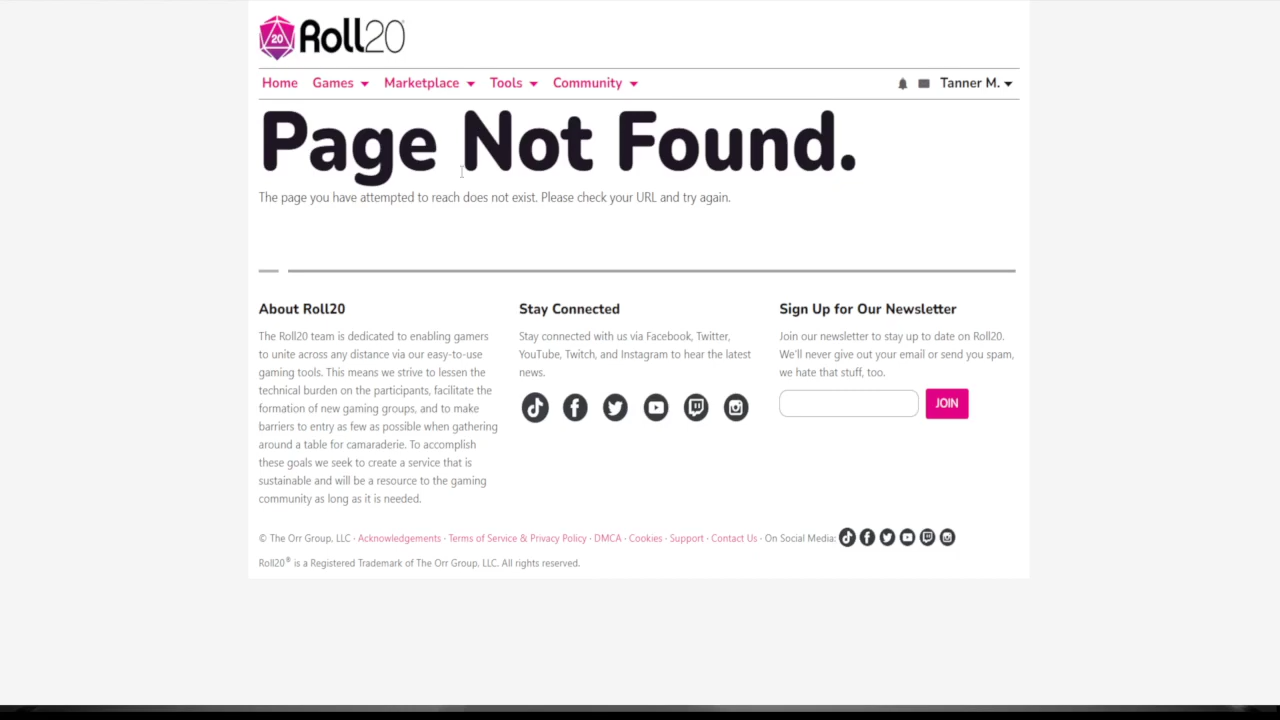 20 Roll20®
Home Games Marketplace Tools Community Tanner M.
Page Not Found.
The page you have attempted to reach does not exist. Please check your URL and try again.
About Roll20
The Roll20 team is dedicated to enabling gamers
to unite across any distance via our easy-to-use
gaming tools. This means we strive to lessen the
technical burden on the participants, facilitate the
formation of new gaming groups, and to make
barriers to entry as few as possible when gathering
around a table for camaraderie. To accomplish
these goals we seek to create a service that is
sustainable and will be a resource to the gaming
community as long as it is needed.
Stay Connected
Stay connected with us via Facebook, Twitter,
YouTube, Twitch, and Instagram to hear the latest
news.
Sign Up for Our Newsletter
Join our newsletter to stay up to date on Roll20.
We'll never give out your email or send you spam,
we hate that stuff, too.
JOIN
© The Orr Group, LLC · Acknowledgements · Terms of Service & Privacy Policy · DMCA · Cookies · Support · Contact Us · On Social Media:
Roll20® is a Registered Trademark of The Orr Group, LLC. All rights reserved.